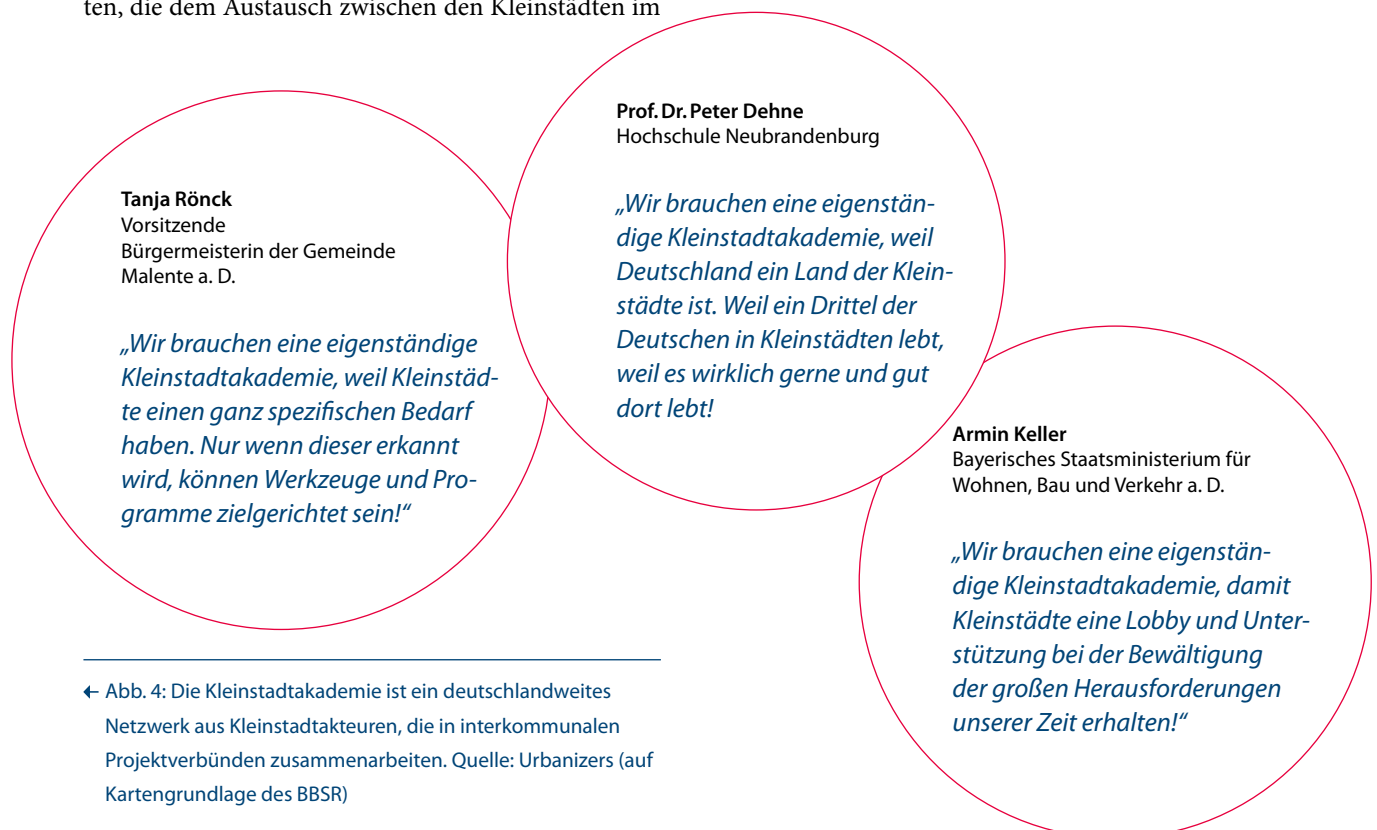 ten, die dem Austausch zwischen den Kleinstädten im
Tanja Rönck
Vorsitzende
Bürgermeisterin der Gemeinde
Malente a. D.
„Wir brauchen eine eigenständige
Kleinstadtakademie, weil Kleinstäd-
te einen ganz spezifischen Bedarf
haben. Nur wenn dieser erkannt
wird, können Werkzeuge und Pro-
gramme zielgerichtet sein!“
Prof. Dr. Peter Dehne
Hochschule Neubrandenburg
„Wir brauchen eine eigenstän-
dige Kleinstadtakademie, weil
Deutschland ein Land der Klein-
städte ist. Weil ein Drittel der
Deutschen in Kleinstädten lebt,
weil es wirklich gerne und gut
dort lebt!
Armin Keller
Bayerisches Staatsministerium für
Wohnen, Bau und Verkehr a. D.
„Wir brauchen eine eigenstän-
dige Kleinstadtakademie, damit
Kleinstädte eine Lobby und Unter-
stützung bei der Bewältigung
der großen Herausforderungen
unserer Zeit erhalten!“
← Abb. 4: Die Kleinstadtakademie ist ein deutschlandweites
Netzwerk aus Kleinstadtakteuren, die in interkommunalen
Projektverbünden zusammenarbeiten. Quelle: Urbanizers (auf
Kartengrundlage des BBSR)